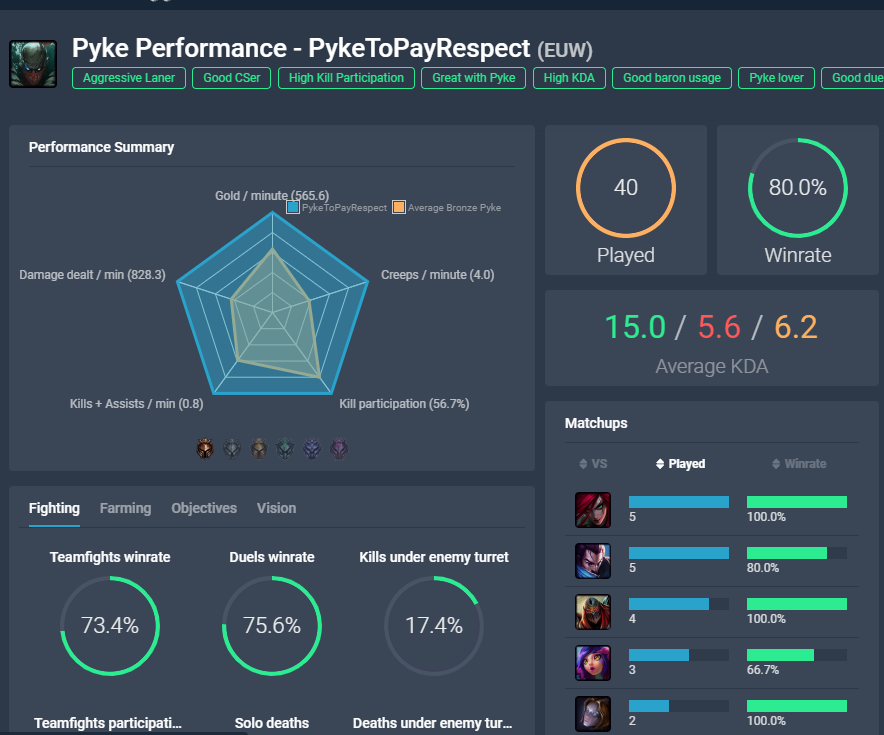 Pyke Performance - PykeToPayRespect (EUW)
Aggressive Laner Good CSer High Kill Participation Great with Pyke High KDA Good baron usage Pyke lover Good due
Performance Summary
Gold / minute (565.6)
PykeToPayRespect Average Bronze Pyke
Damage dealt / min (828.3)
Creeps / minute (4.0)
Kills + Assists / min (0.8)
Kill participation (56.7%)
40
Played
80.0%
Winrate
15.0 / 5.6 / 6.2
Average KDA
Matchups
VS Played Winrate
5 100.0%
5 80.0%
4 100.0%
3 66.7%
2 100.0%
Fighting Farming Objectives Vision
Teamfights winrate Duels winrate Kills under enemy turret
73.4% 75.6% 17.4%
Teamfights participati... Solo deaths Deaths under enemy tur...